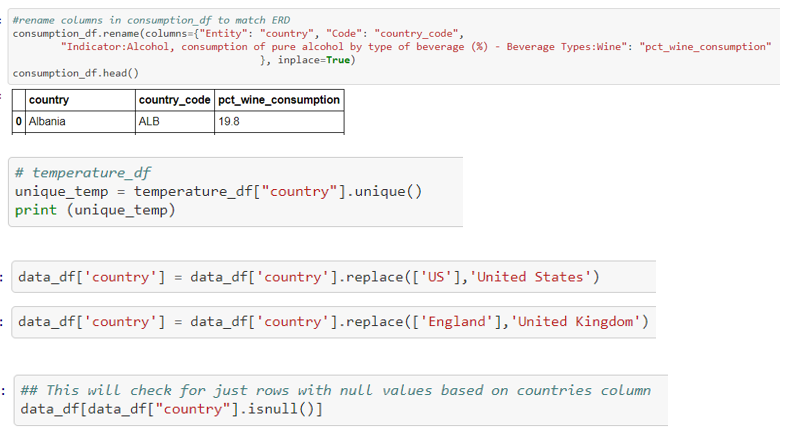 #rename columns in consumption_df to match ERD
consumption_df.rename(columns={"Entity": "country", "Code": "country_code",
"Indicator:Alcohol, consumption of pure alcohol by type of beverage (%) - Beverage Types:Wine": "pct_wine_consumption"
}, inplace=True)
consumption_df.head()
country country_code pct_wine_consumption
0 Albania ALB 19.8
# temperature_df
unique_temp = temperature_df["country"].unique()
print (unique_temp)
data_df['country'] = data_df['country'].replace(['US'],'United States')
data_df['country'] = data_df['country'].replace(['England'],'United Kingdom')
## This will check for just rows with null values based on countries column
data_df[data_df["country"].isnull()]